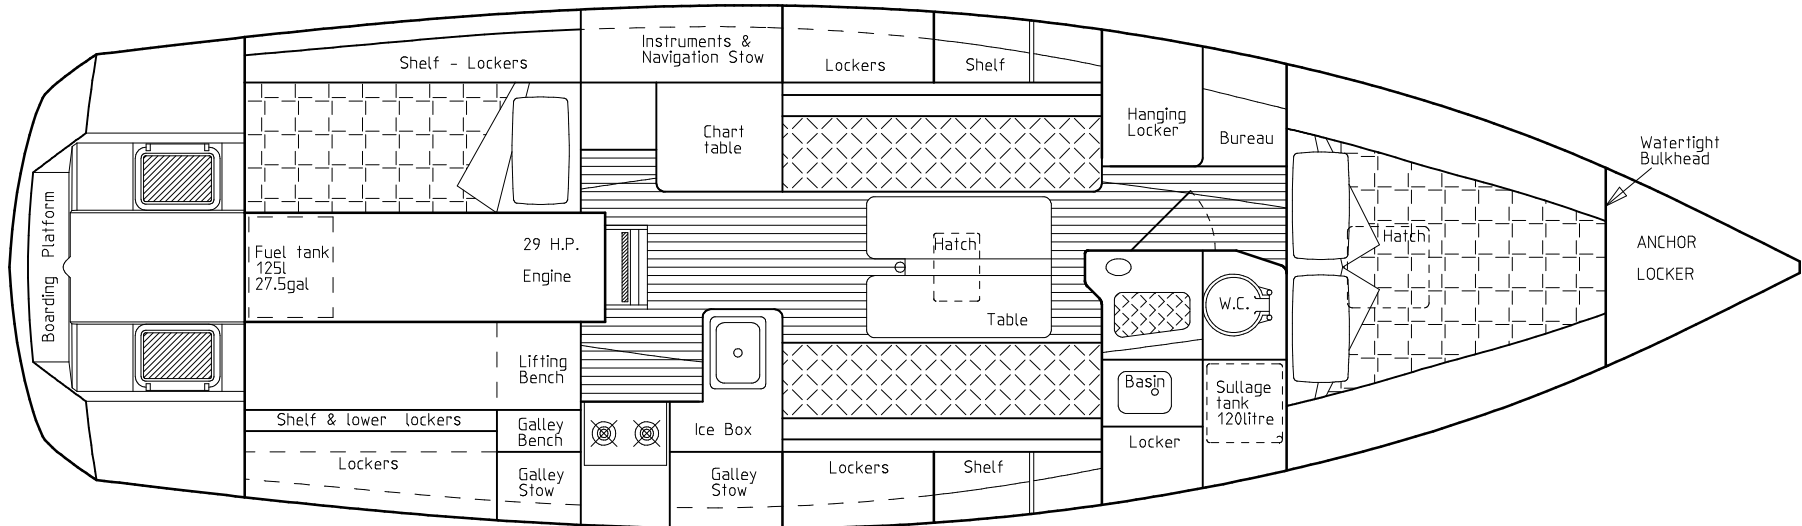 Instruments &
Navigation Stow
Shelf - Lockers
Lockers
Shelf
Chart
table
Hanging
Locker
Bureau
Watertight
Bulkhead
Boarding Platform
Fuel tank
125l
27.5gal
29 H.P.
Engine
Hatch
Table
Hatch
ANCHOR
LOCKER
W.C.
Lifting
Bench
Basin
Sullage
tank
120litre
Shelf & lower lockers
Galley
Bench
Ice Box
Locker
Lockers
Galley
Stow
Galley
Stow
Lockers
Shelf